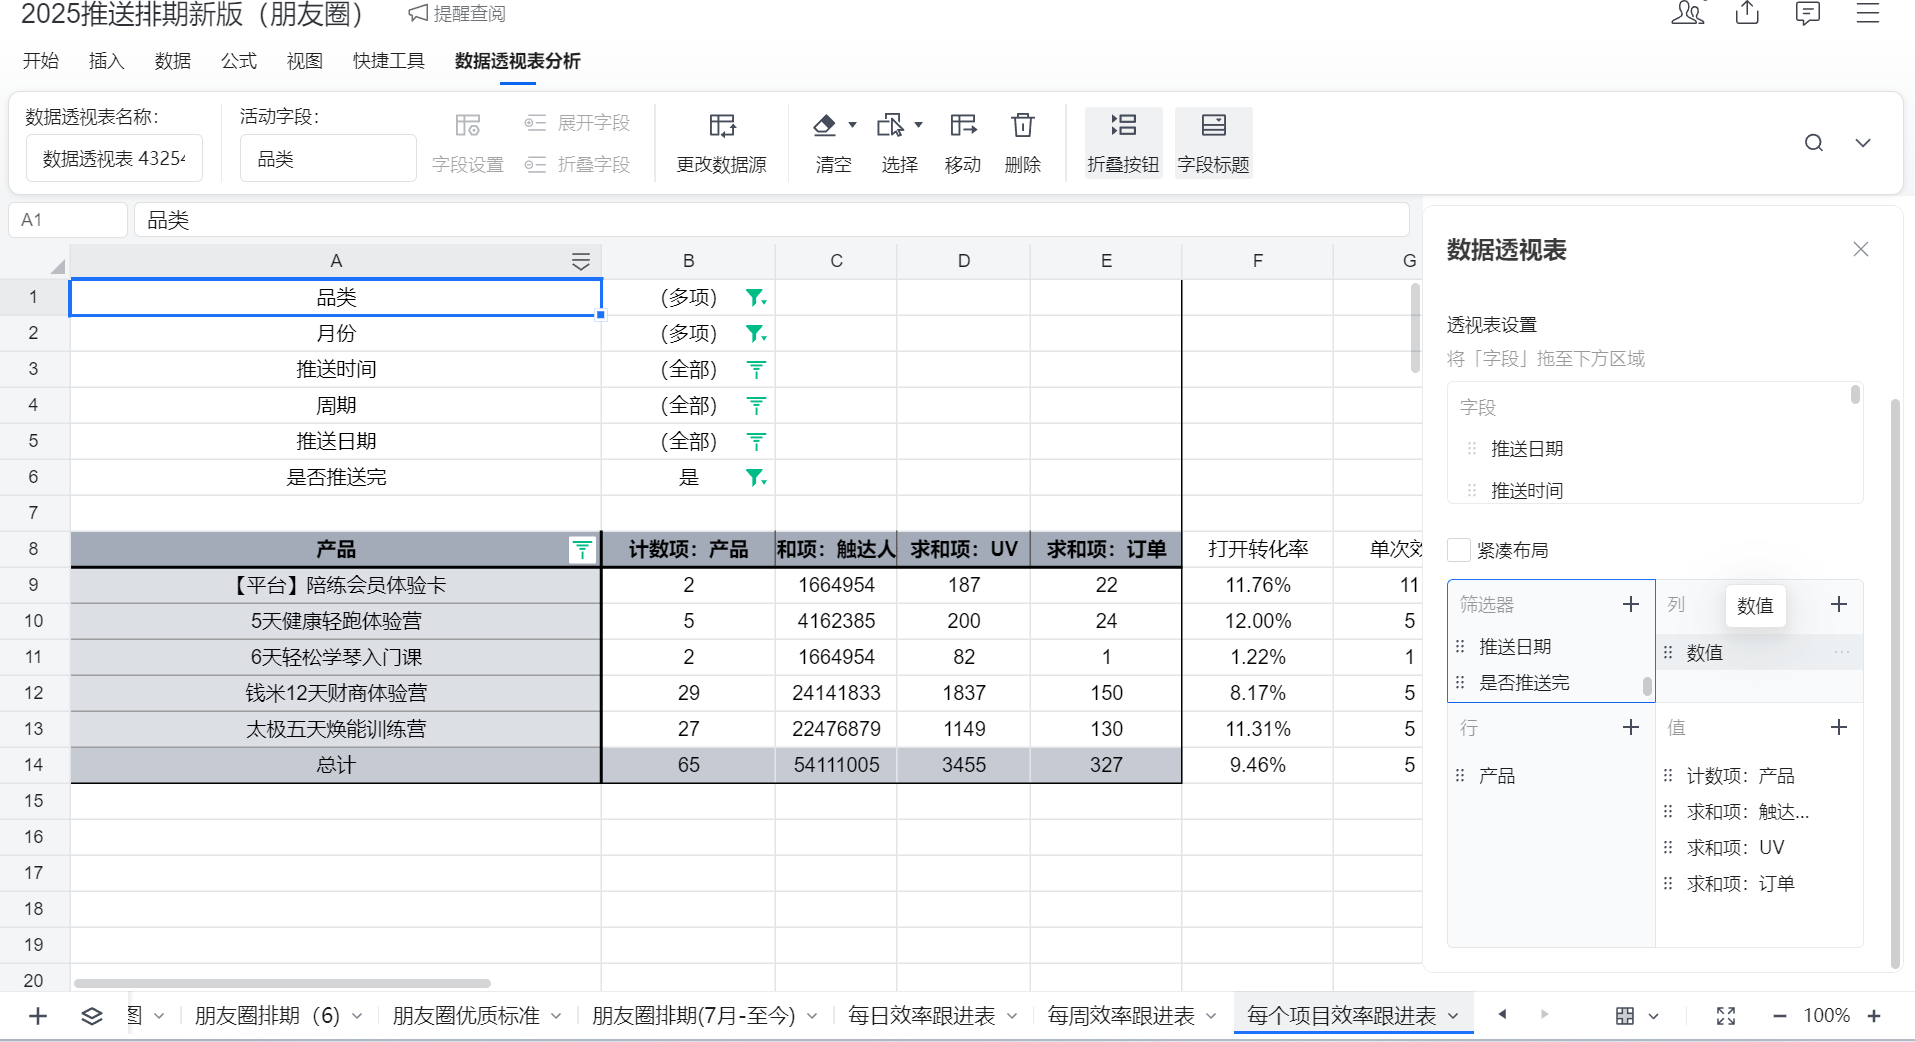 2025推送排期新版（朋友圈） 提醒查阅
开始 插入 数据 公式 视图 快捷工具 数据透视表分析
数据透视表名称： 活动字段：
数据透视表 43254 品类
字段设置 展开字段 折叠字段 更改数据源 清空 选择 移动 删除 折叠按钮 字段标题
A1 品类
A B C D E F G
1 品类 (多项)
2 月份 (多项)
3 推送时间 (全部)
4 周期 (全部)
5 推送日期 (全部)
6 是否推送完 是
7
8 产品 计数项：产品 和项：触达人 求和项：UV 求和项：订单 打开转化率 单次效
9 【平台】陪练会员体验卡 2 1664954 187 22 11.76% 11
10 5天健康轻跑体验营 5 4162385 200 24 12.00% 5
11 6天轻松学琴入门课 2 1664954 82 1 1.22% 1
12 钱米12天财商体验营 29 24141833 1837 150 8.17% 5
13 太极五天焕能训练营 27 22476879 1149 130 11.31% 5
14 总计 65 54111005 3455 327 9.46% 5
15
16
17
18
19
20
数据透视表
透视表设置
将「字段」拖至下方区域
字段
推送日期
推送时间
紧凑布局
筛选器
推送日期
是否推送完
列 数值
数值
行
产品
值
计数项：产品
求和项：触达...
求和项：UV
求和项：订单
图 朋友圈排期（6) 朋友圈优质标准 朋友圈排期(7月-至今) 每日效率跟进表 每周效率跟进表 每个项目效率跟进表 100%